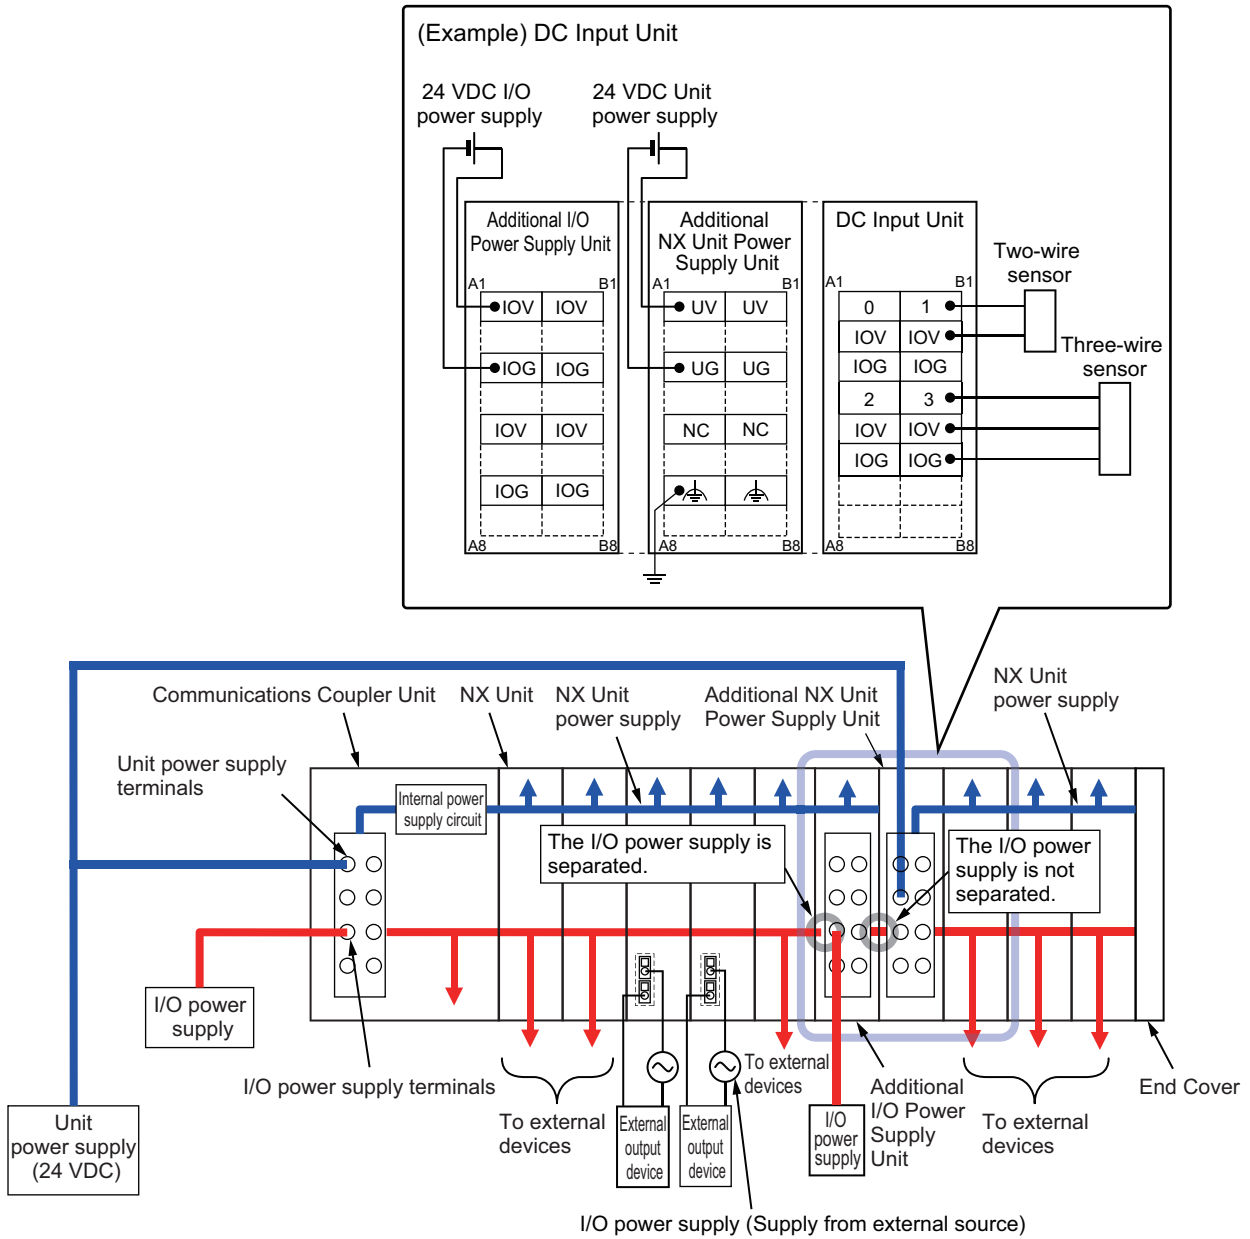 (Example) DC Input Unit
24 VDC I/O
power supply
24 VDC Unit
power supply
Additional I/O
Power Supply Unit
Additional
NX Unit Power
Supply Unit
DC Input Unit
Two-wire
sensor
Three-wire
sensor
A1
B1
IOV IOV
IOG IOG
IOV IOV
IOG IOG
A8
B8
A1
B1
UV UV
UG UG
NC NC
A8
B8
A1
B1
0 1
IOV IOV
IOG IOG
2 3
IOV IOV
IOG IOG
A8
B8
Communications Coupler Unit
NX Unit
NX Unit
power supply
Additional NX Unit
Power Supply Unit
NX Unit
power supply
Unit power supply
terminals
Internal power
supply circuit
The I/O power supply is
separated.
The I/O power
supply is not
separated.
I/O power
supply
I/O power supply terminals
To external
devices
To external
devices
Additional
I/O Power
Supply
Unit
To external
devices
End Cover
Unit
power supply
(24 VDC)
External
output
device
External
output
device
I/O
power
supply
I/O power supply (Supply from external source)